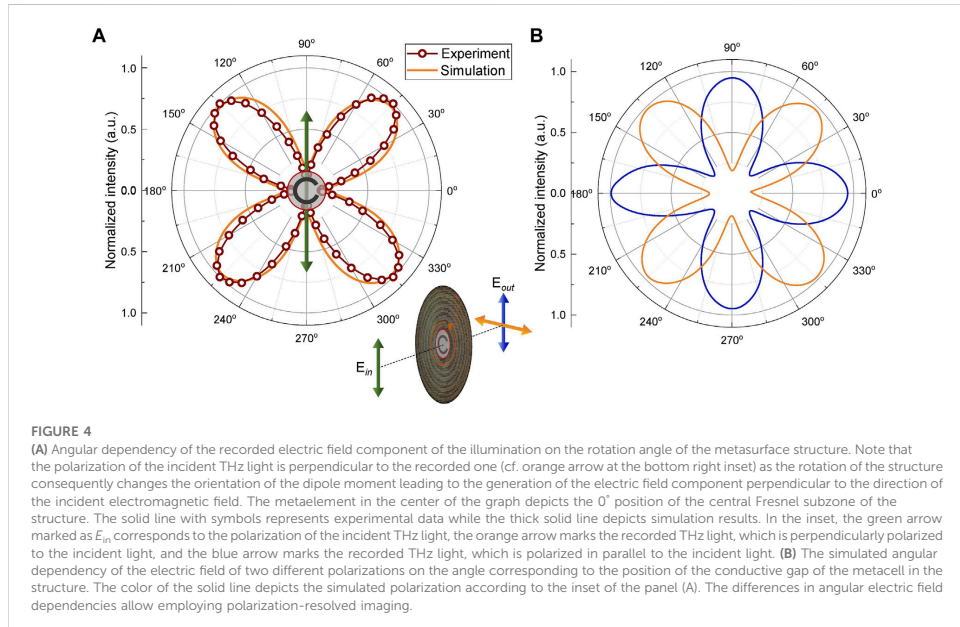 A
B
90°
90°
Experiment
Simulation
120°
60°
120°
60°
1.0
1.0
150°
30°
150°
30°
0.5
0.5
Normalized intensity (a.u.)
Normalized intensity (a.u.)
0.0
180°
0°
0.0
180°
0°
0.5
0.5
210°
330°
210°
330°
1.0
1.0
240°
300°
240°
300°
270°
270°
E out
E in
FIGURE 4
(A) Angular dependency of the recorded electric field component of the illumination on the rotation angle of the metasurface structure. Note that
the polarization of the incident THz light is perpendicular to the recorded one (cf. orange arrow at the bottom right inset) as the rotation of the structure
consequently changes the orientation of the dipole moment leading to the generation of the electric field component perpendicular to the direction of
the incident electromagnetic field. The metaelement in the center of the graph depicts the 0° position of the central Fresnel subzone of the
structure. The solid line with symbols represents experimental data while the thick solid line depicts simulation results. In the inset, the green arrow
marked as Ein corresponds to the polarization of the incident THz light, the orange arrow marks the recorded THz light, which is perpendicularly polarized
to the incident light, and the blue arrow marks the recorded THz light, which is polarized in parallel to the incident light. (B) The simulated angular
dependency of the electric field of two different polarizations on the angle corresponding to the position of the conductive gap of the metacell in the
structure. The color of the solid line depicts the simulated polarization according to the inset of the panel (A). The differences in angular electric field
dependencies allow employing polarization-resolved imaging.